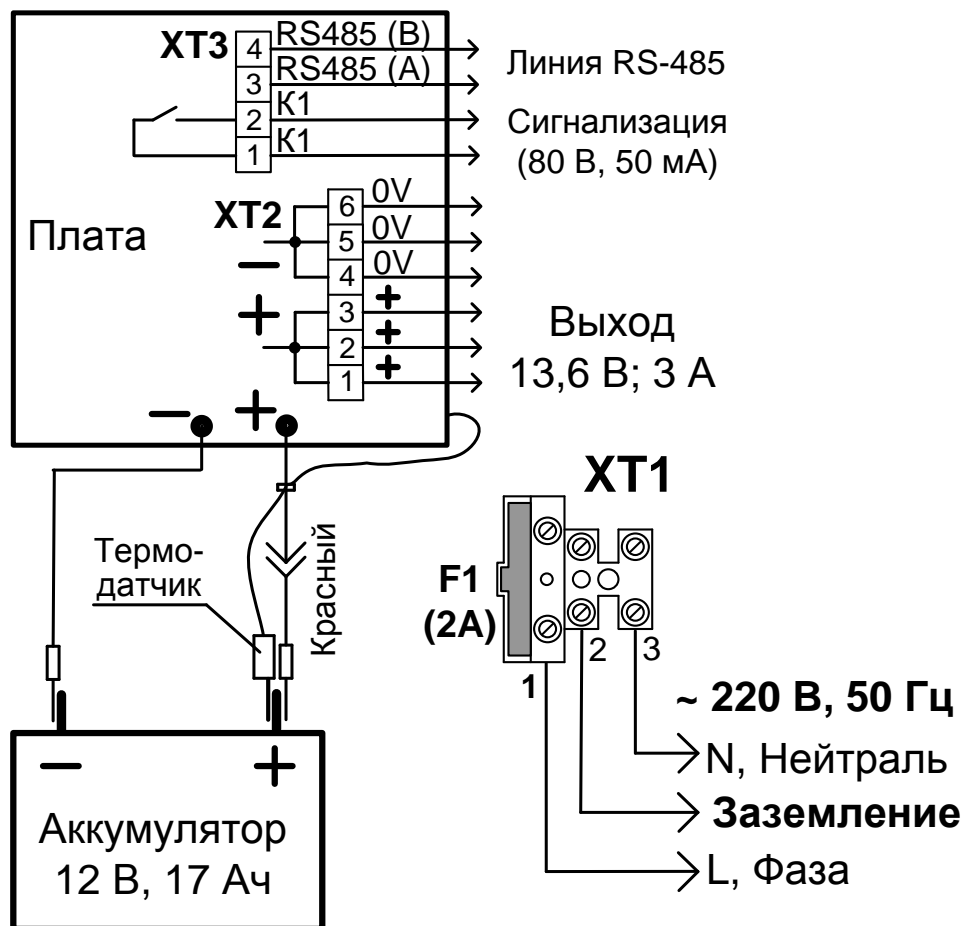 XT3
4
RS485 (B)
3
RS485 (A)
2
К1
1
К1
Линия RS-485
Сигнализация
(80 В, 50 мА)
Плата
XT2
6
0V
5
0V
4
0V
−
+
3
+
2
+
1
+
Выход
13,6 В; 3 А
−
+
XT1
Термо-
датчик
Красный
F1
(2А)
1
2
3
~ 220 В, 50 Гц
N, Нейтраль
Заземление
L, Фаза
−
+
Аккумулятор
12 В, 17 Ач